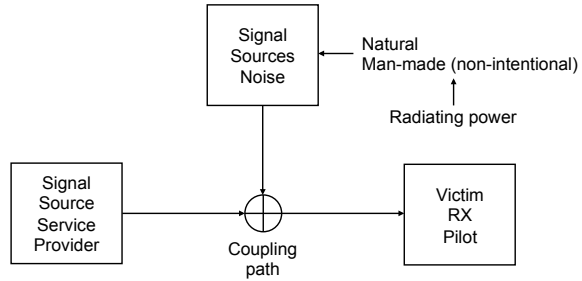 Signal
Sources
Noise
Natural
Man-made (non-intentional)
Radiating power
Signal
Source
Service
Provider
Coupling
path
Victim
RX
Pilot